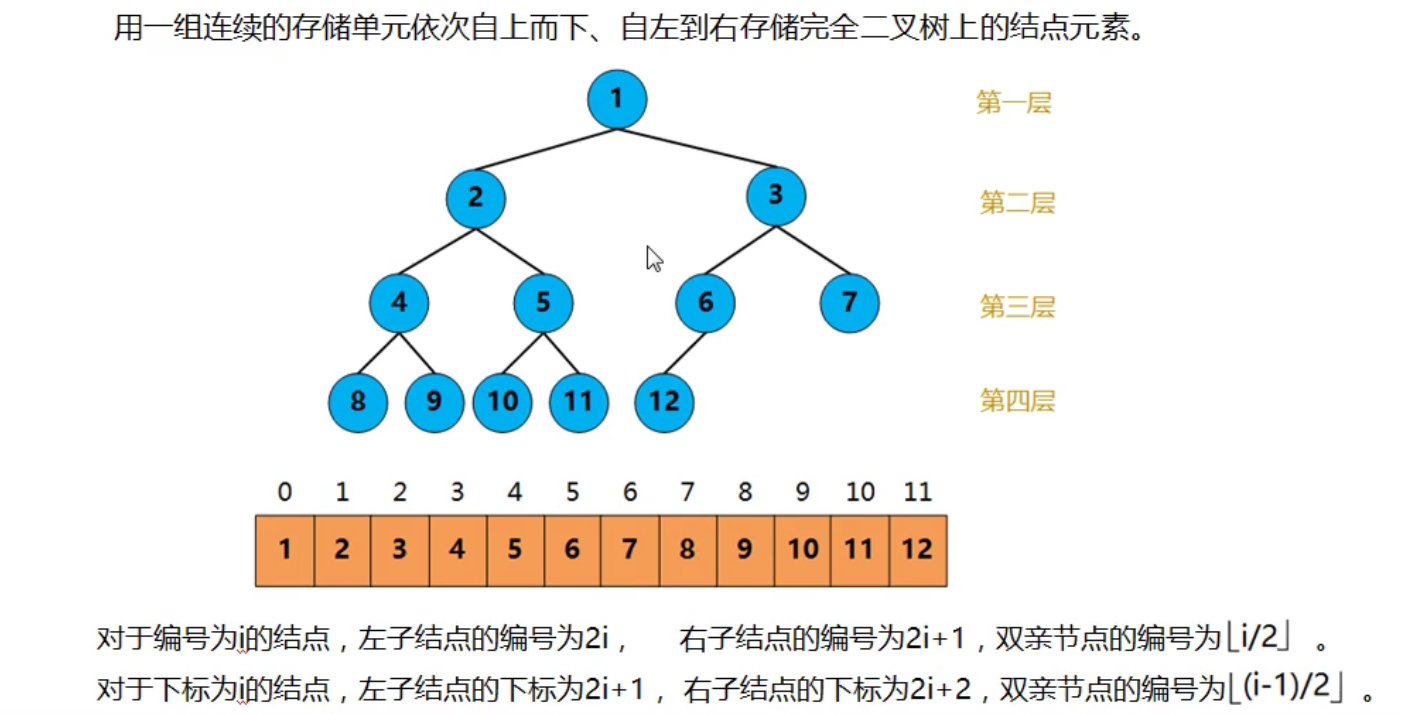 用一组连续的存储单元依次自上而下、自左到右存储完全二叉树上的结点元素。
1 第一层
2 3 第二层
4 5 6 7 第三层
8 9 10 11 12 第四层
0 1 2 3 4 5 6 7 8 9 10 11
1 2 3 4 5 6 7 8 9 10 11 12
对于编号为i的结点，左子结点的编号为2i， 右子结点的编号为2i+1，双亲节点的编号为⌊i/2⌋ 。
对于下标为i的结点，左子结点的下标为2i+1，右子结点的下标为2i+2，双亲节点的编号为⌊(i-1)/2⌋ 。